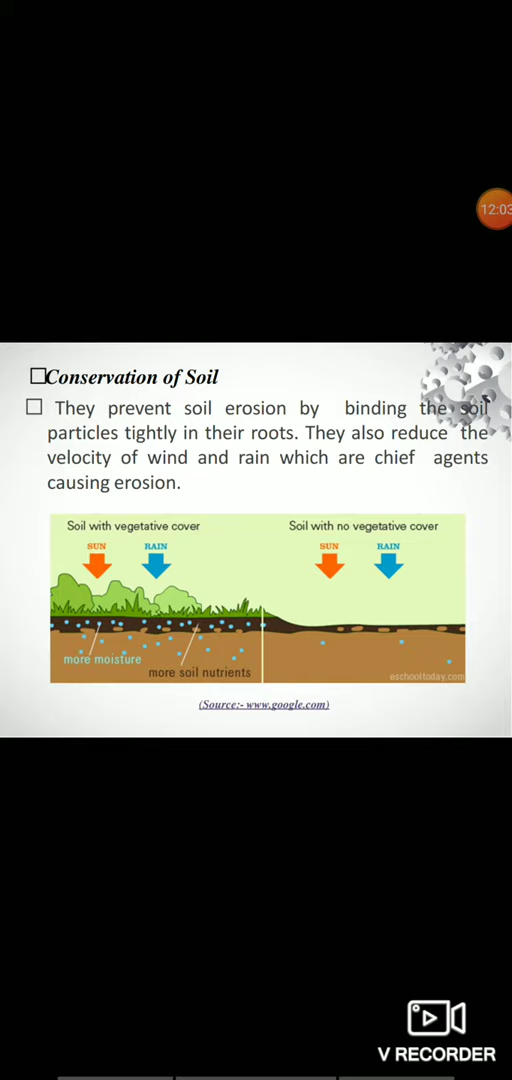 12:03
☐Conservation of Soil
☐ They prevent soil erosion by binding the soil
particles tightly in their roots. They also reduce the
velocity of wind and rain which are chief agents
causing erosion.
Soil with vegetative cover
Soil with no vegetative cover
SUN
RAIN
SUN
RAIN
more moisture
more soil nutrients
eschooltoday.com
(Source:- www.google.com)
V RECORDER